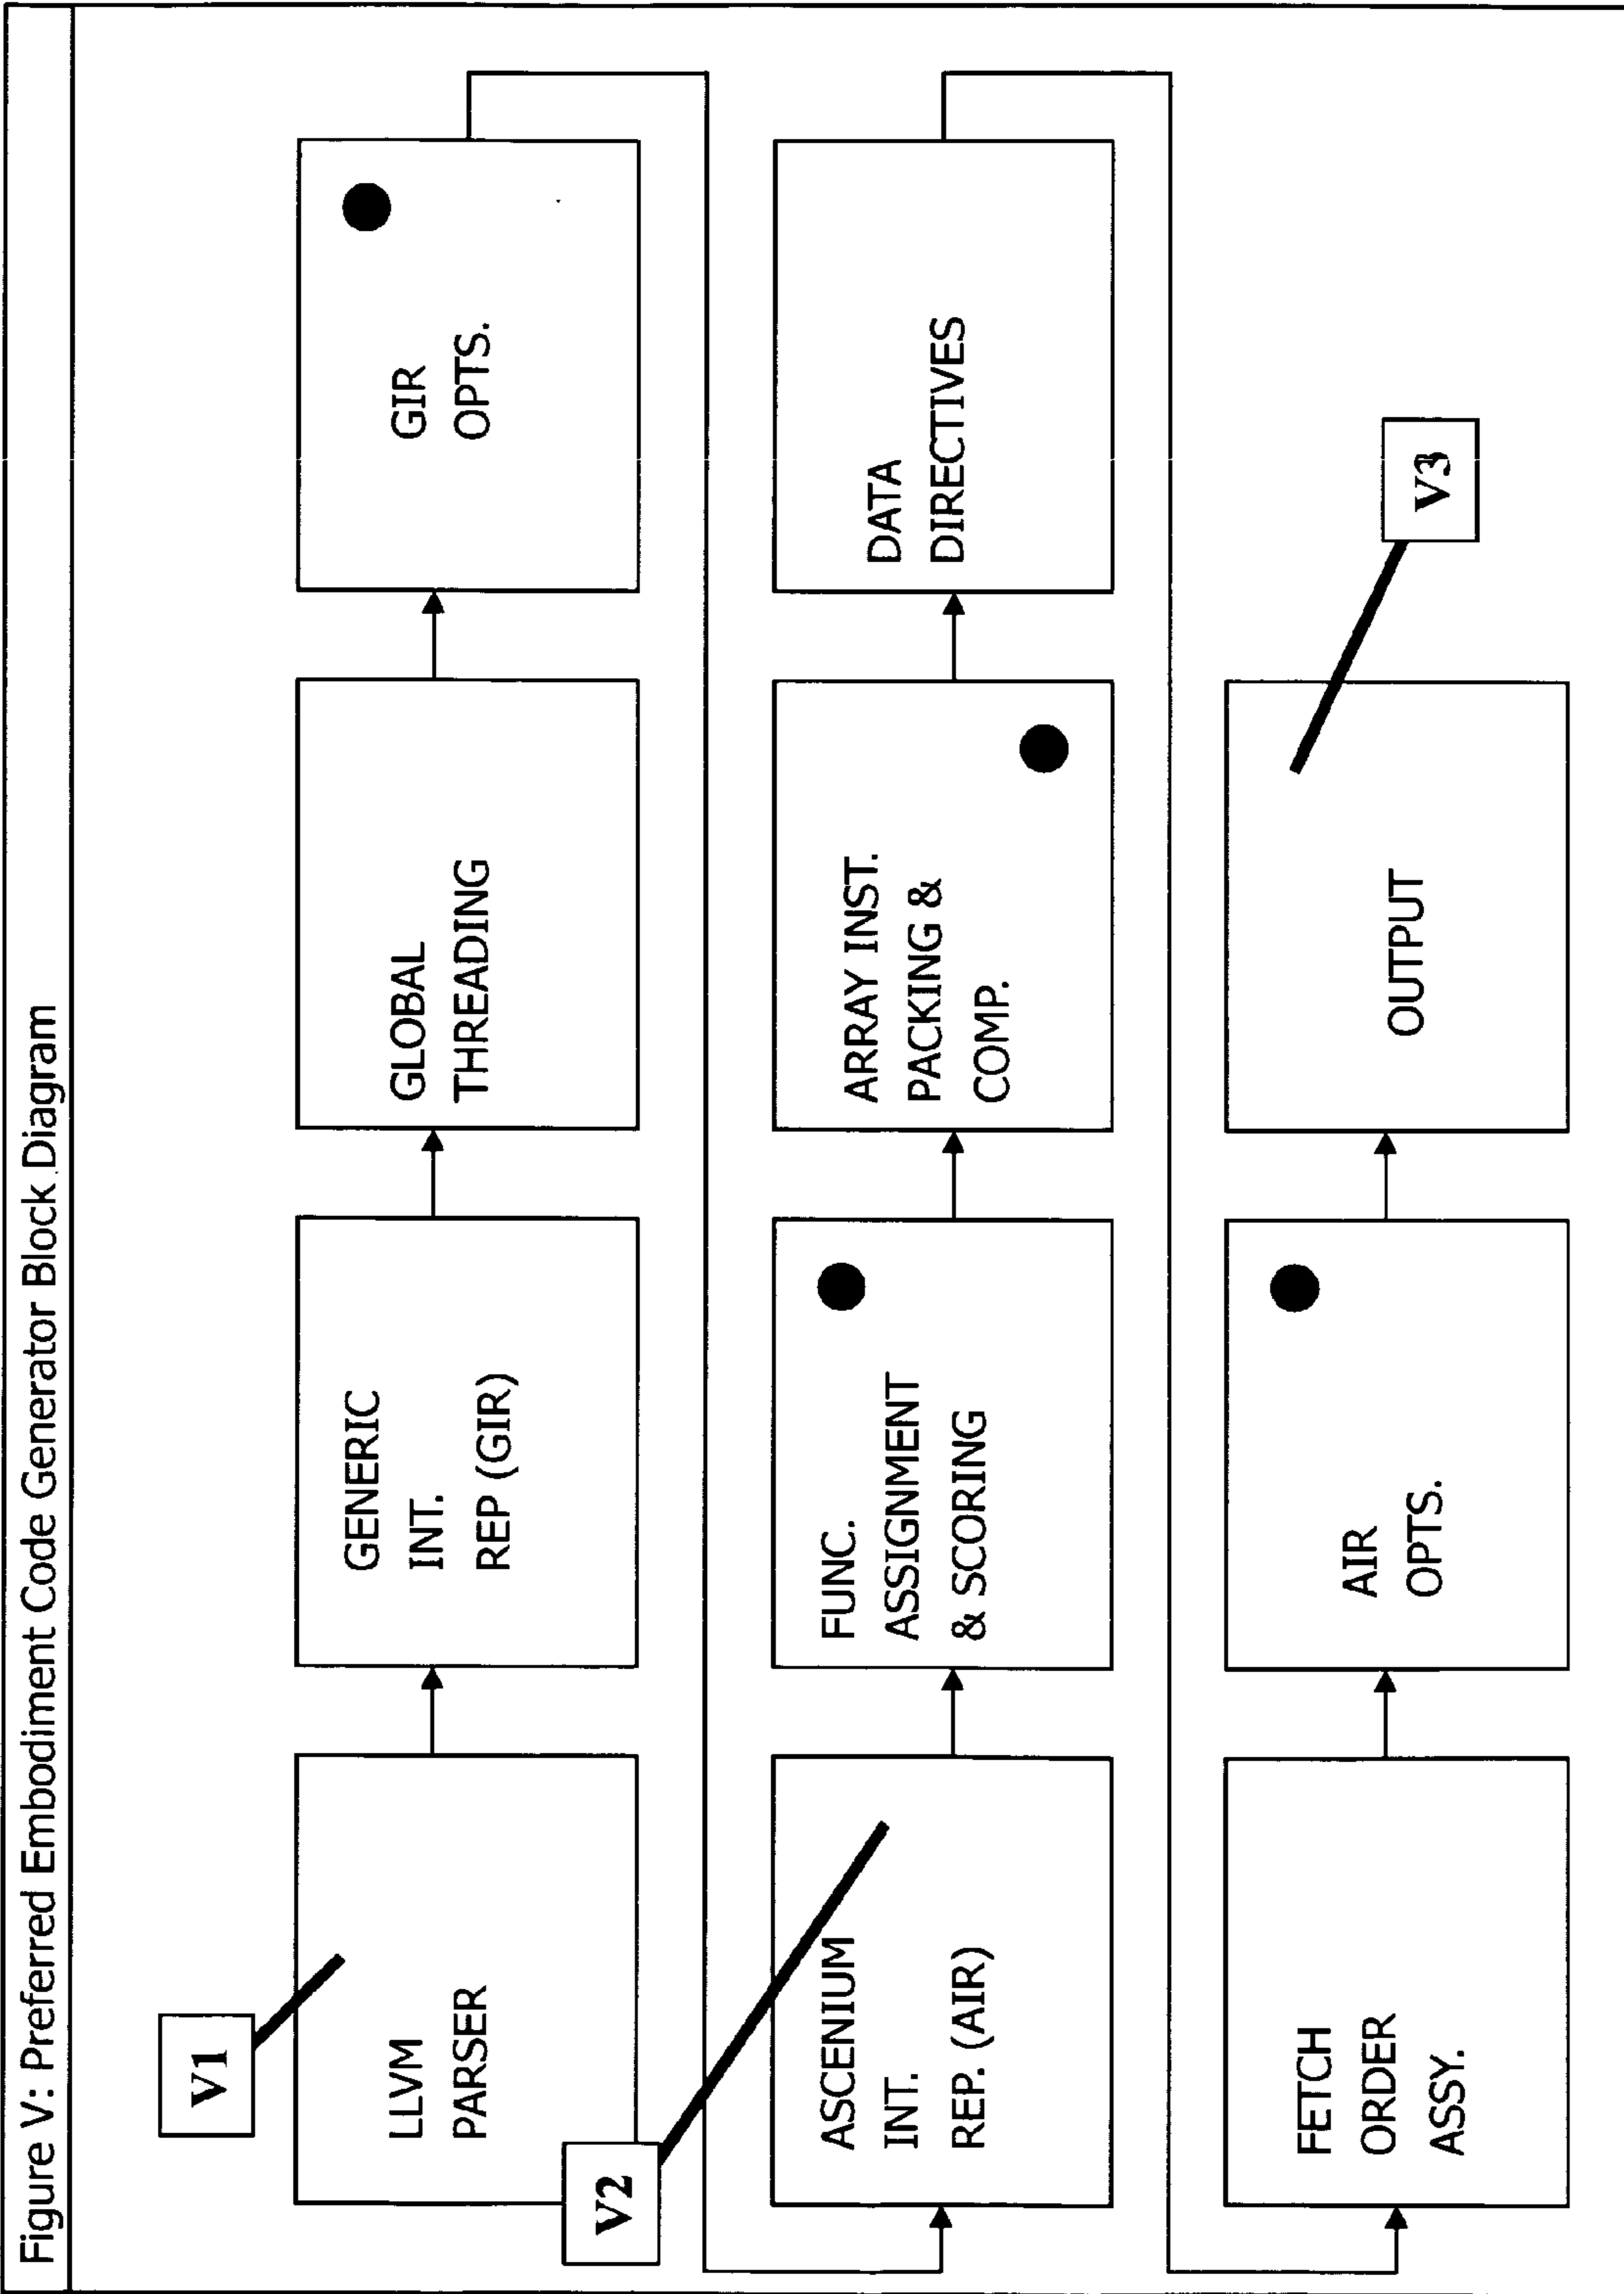 Figure V: Preferred Embodiment Code Generator Block Diagram
V1
LLVM
PARSER
GENERIC
INT.
REP (GIR)
GLOBAL
THREADING
GIR
OPTS.
V2
ASCENIUM
INT.
REP. (AIR)
FUNC.
ASSIGNMENT
& SCORING
ARRAY INST.
PACKING &
COMP.
DATA
DIRECTIVES
FETCH
ORDER
ASSY.
AIR
OPTS.
OUTPUT
V3